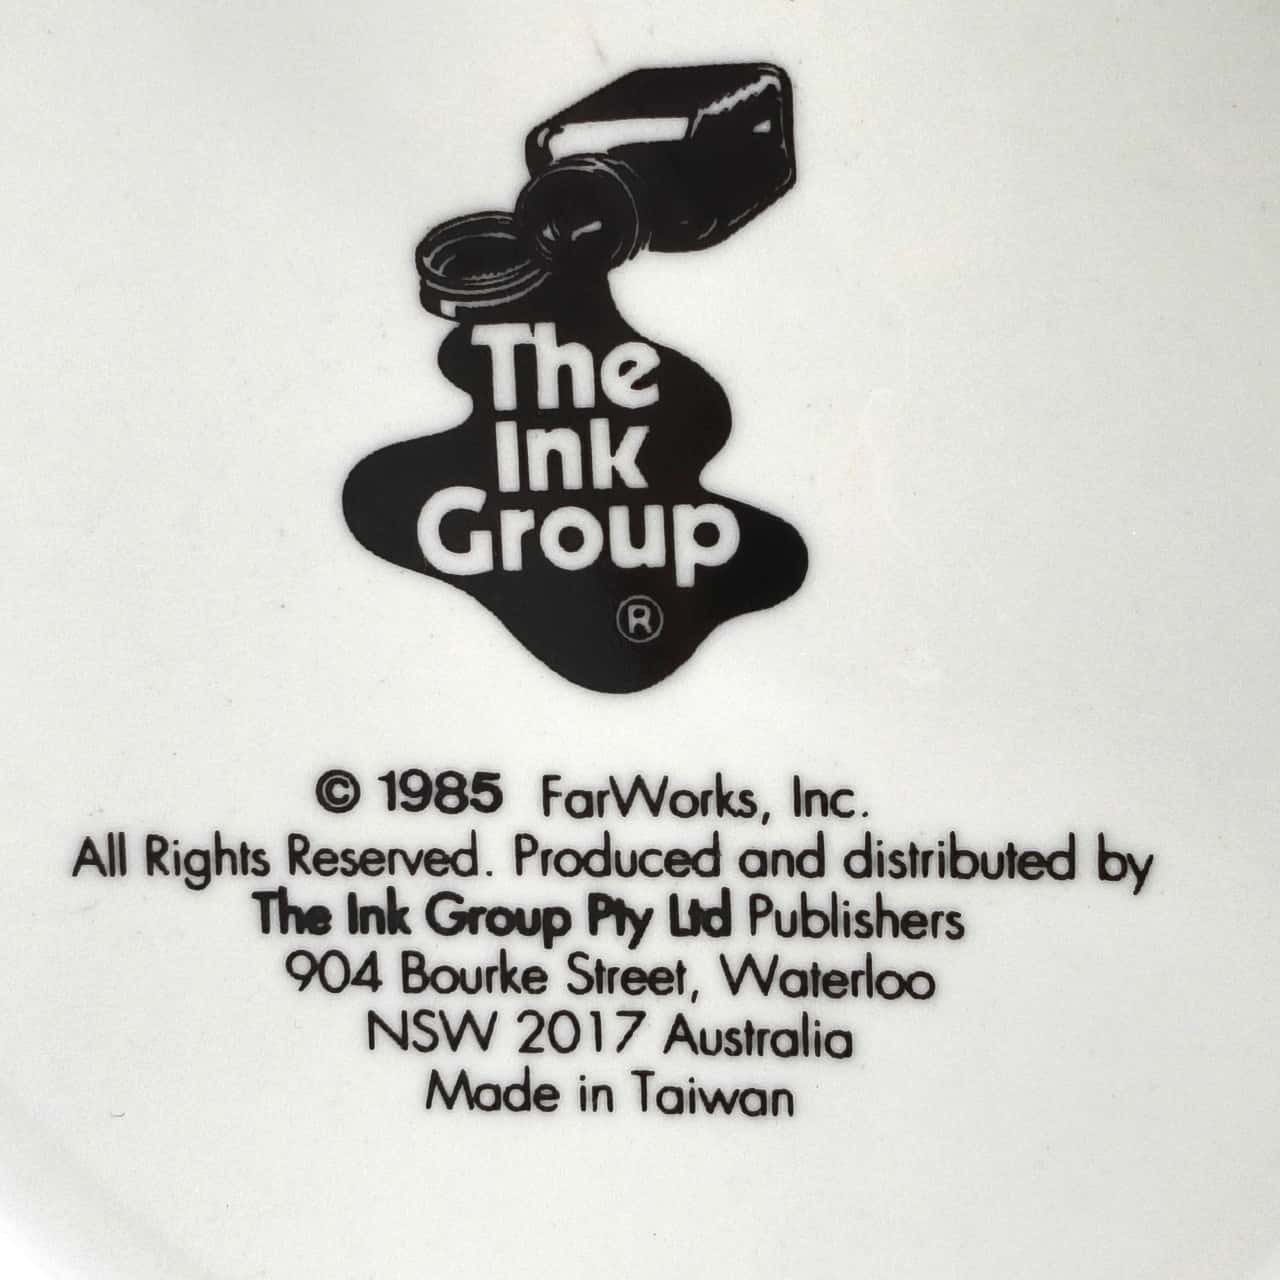 The
Ink
Group
®
© 1985 FarWorks, Inc.
All Rights Reserved. Produced and distributed by
The Ink Group Pty Ltd Publishers
904 Bourke Street, Waterloo
NSW 2017 Australia
Made in Taiwan